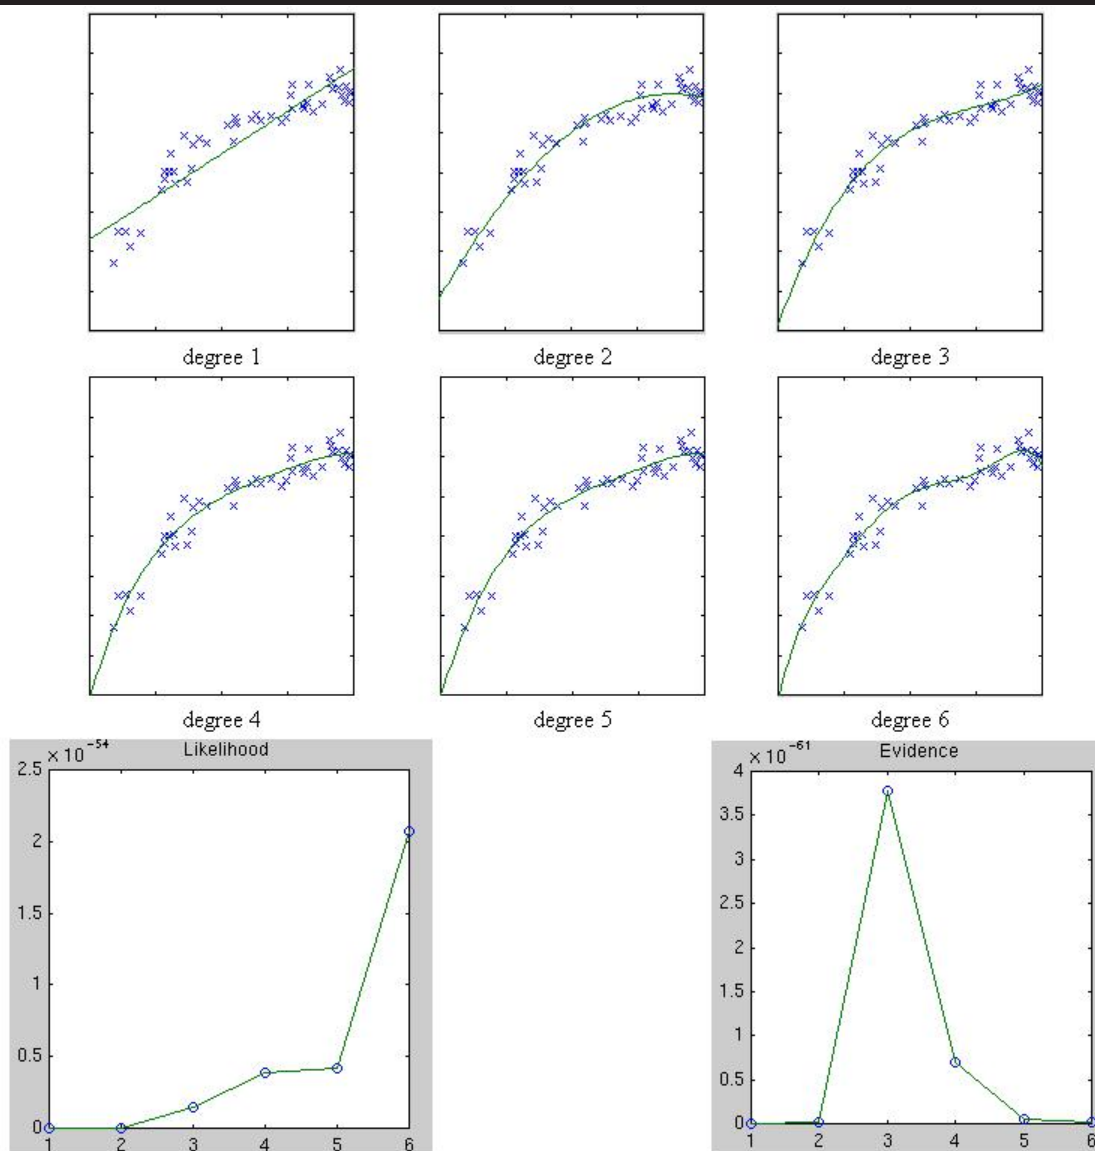 degree 1
degree 2
degree 3
degree 4
degree 5
degree 6
× 10⁻⁵⁴
Likelihood
2.5
2
1.5
1
0.5
0
1 2 3 4 5 6
× 10⁻⁶¹
Evidence
4
3.5
3
2.5
2
1.5
1
0.5
0
1 2 3 4 5 6